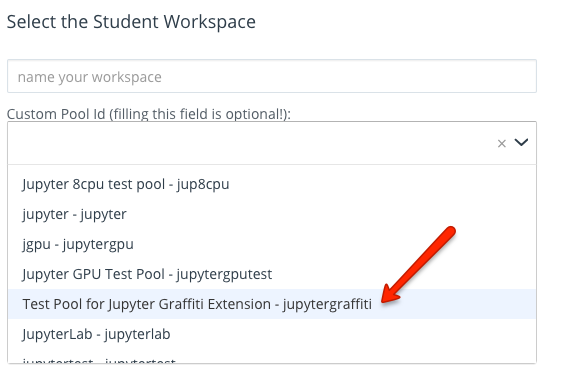 Select the Student Workspace
name your workspace
Custom Pool Id (filling this field is optional!):
Jupyter 8cpu test pool - jup8cpu
jupyter - jupyter
jgpu - jupytergpu
Jupyter GPU Test Pool - jupytergputest
Test Pool for Jupyter Graffiti Extension - jupytergraffiti
JupyterLab - jupyterlab
jupytertest - jupytertest